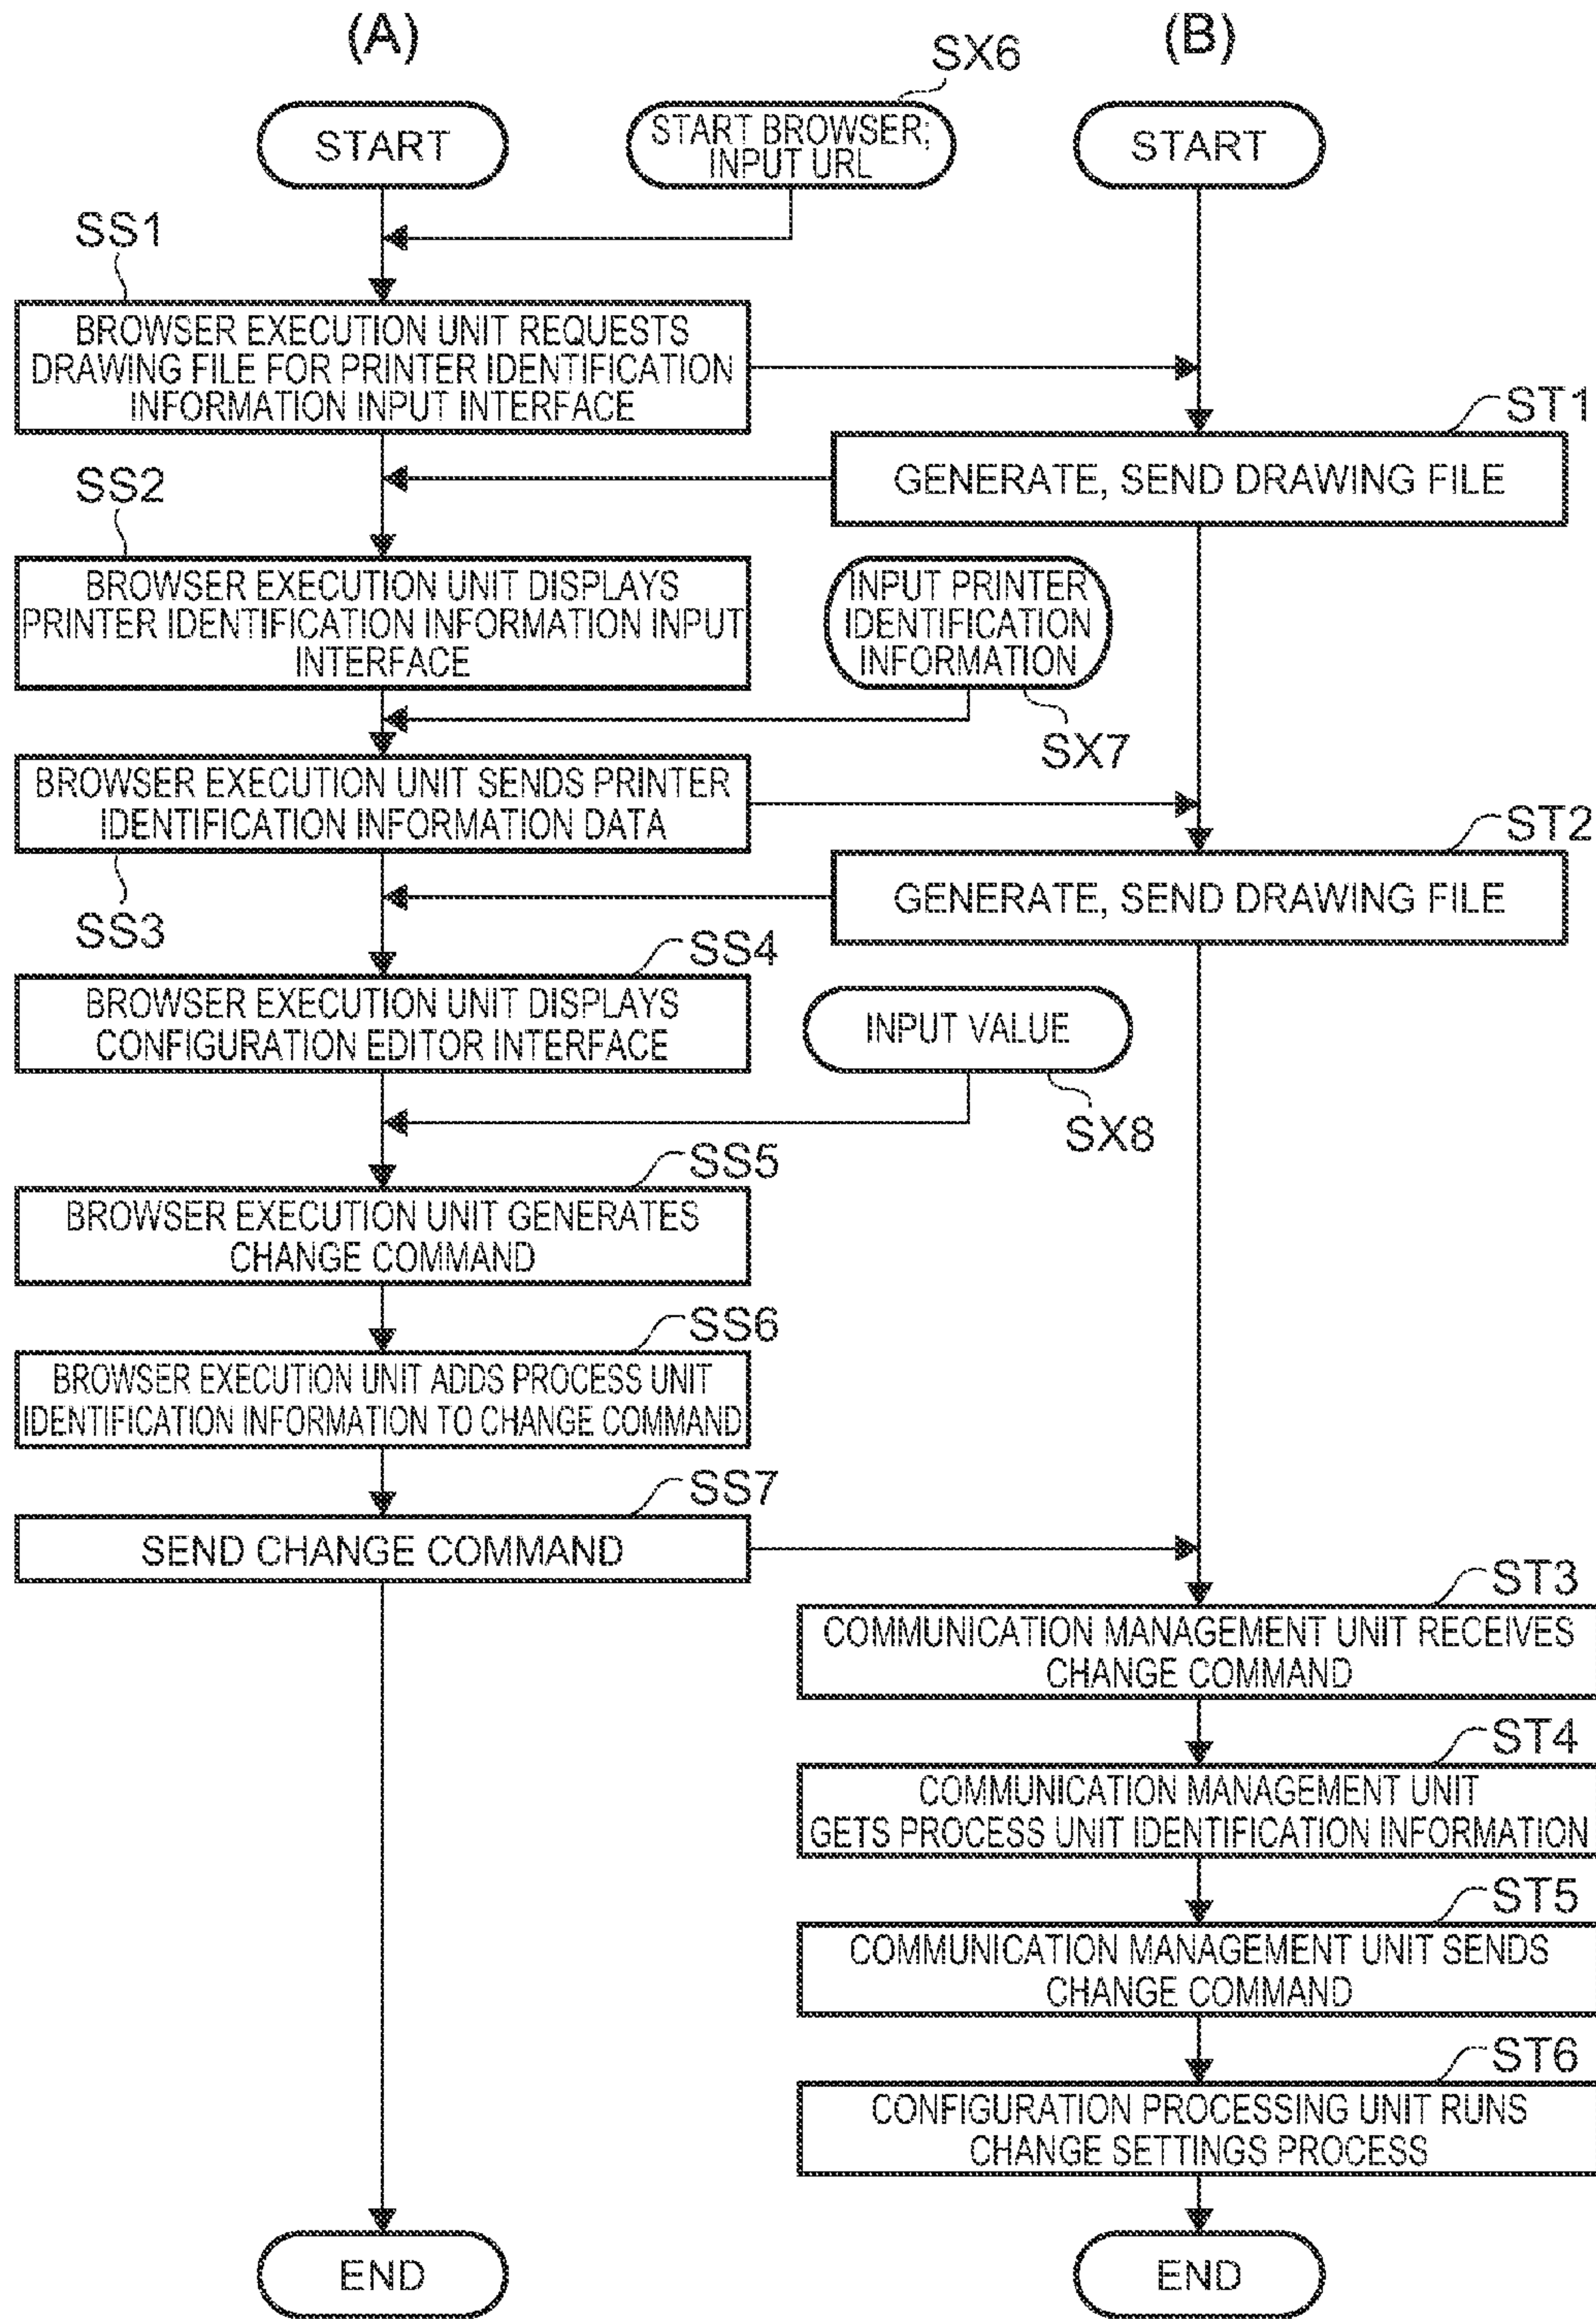 (A)
(B)
SX6
START
START BROWSER;
INPUT URL
START
SS1
BROWSER EXECUTION UNIT REQUESTS
DRAWING FILE FOR PRINTER IDENTIFICATION
INFORMATION INPUT INTERFACE
ST1
GENERATE, SEND DRAWING FILE
SS2
BROWSER EXECUTION UNIT DISPLAYS
PRINTER IDENTIFICATION INFORMATION INPUT
INTERFACE
INPUT PRINTER
IDENTIFICATION
INFORMATION
SX7
BROWSER EXECUTION UNIT SENDS PRINTER
IDENTIFICATION INFORMATION DATA
SS3
ST2
GENERATE, SEND DRAWING FILE
SS4
BROWSER EXECUTION UNIT DISPLAYS
CONFIGURATION EDITOR INTERFACE
INPUT VALUE
SX8
SS5
BROWSER EXECUTION UNIT GENERATES
CHANGE COMMAND
SS6
BROWSER EXECUTION UNIT ADDS PROCESS UNIT
IDENTIFICATION INFORMATION TO CHANGE COMMAND
SS7
SEND CHANGE COMMAND
ST3
COMMUNICATION MANAGEMENT UNIT RECEIVES
CHANGE COMMAND
ST4
COMMUNICATION MANAGEMENT UNIT
GETS PROCESS UNIT IDENTIFICATION INFORMATION
ST5
COMMUNICATION MANAGEMENT UNIT SENDS
CHANGE COMMAND
ST6
CONFIGURATION PROCESSING UNIT RUNS
CHANGE SETTINGS PROCESS
END
END